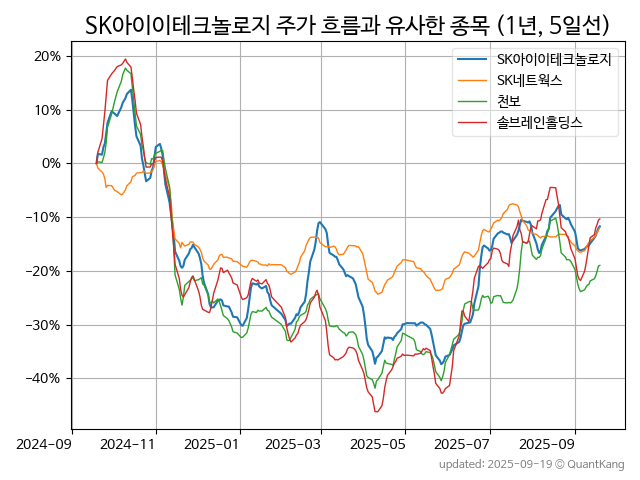 SK아이이테크놀로지 주가 흐름과 유사한 종목 (1년, 5일선)
SK아이이테크놀로지
SK네트웍스
천보
솔브레인홀딩스
20%
10%
0%
−10%
−20%
−30%
−40%
2024-09 2024-11 2025-01 2025-03 2025-05 2025-07 2025-09
updated: 2025-09-19 © QuantKang